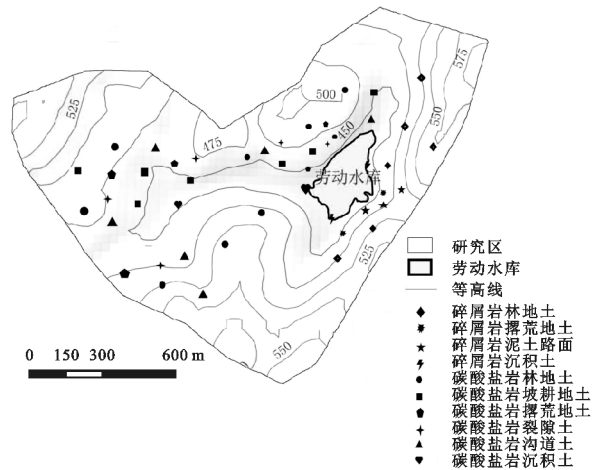 575
525
500
550
475
450
劳动水库
525
550
研究区
劳动水库
等高线
碎屑岩林地土
碎屑岩撂荒地土
碎屑岩泥土路面
碎屑岩沉积土
碳酸盐岩林地土
碳酸盐岩坡耕地土
碳酸盐岩撂荒地土
碳酸盐岩裂隙土
碳酸盐岩沟道土
碳酸盐岩沉积土
0 150 300 600 m